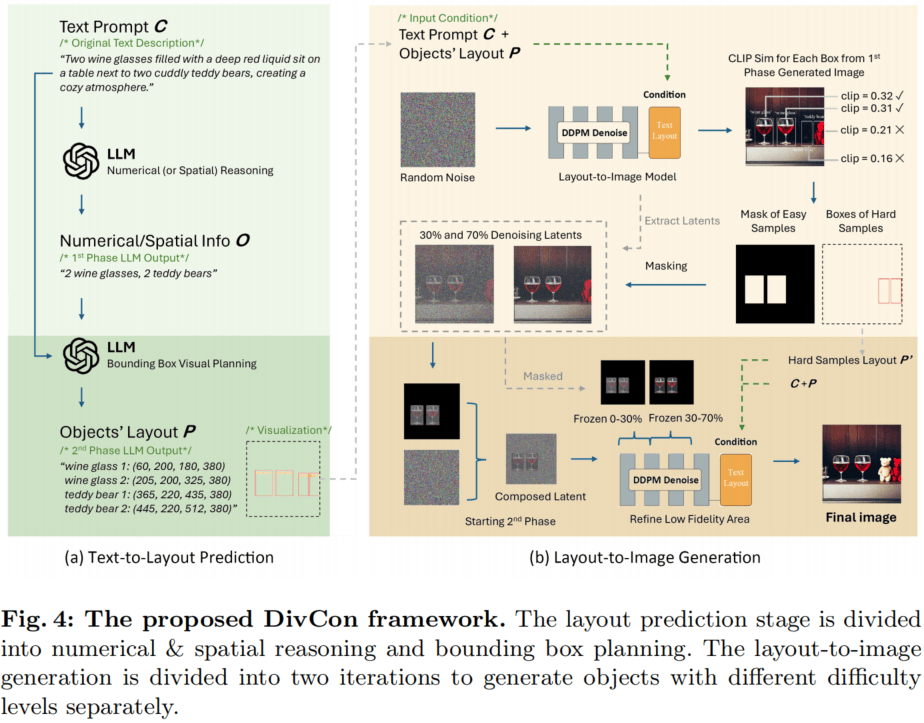 Text Prompt C
/* Original Text Description*/
"Two wine glasses filled with a deep red liquid sit on
a table next to two cuddly teddy bears, creating a
cozy atmosphere."
LLM
Numerical (or Spatial) Reasoning
Numerical/Spatial Info O
/* 1st Phase LLM Output*/
"2 wine glasses, 2 teddy bears"
LLM
Bounding Box Visual Planning
Objects' Layout P
/* 2nd Phase LLM Output*/
"wine glass 1: (60, 200, 180, 380)
wine glass 2: (205, 200, 325, 380)
teddy bear 1: (365, 220, 435, 380)
teddy bear 2: (445, 220, 512, 380)"
/* Visualization*/
(a) Text-to-Layout Prediction
/* Input Condition*/
Text Prompt C +
Objects' Layout P
Random Noise
DDPM Denoise
Condition
Text
Layout
Layout-to-Image Model
CLIP Sim for Each Box from 1st
Phase Generated Image
clip = 0.32 ✓
clip = 0.31 ✓
clip = 0.21 ✕
clip = 0.16 ✕
Extract Latents
30% and 70% Denoising Latents
Masking
Mask of Easy
Samples
Boxes of Hard
Samples
Masked
Hard Samples Layout P'
C + P
Frozen 0-30%
Frozen 30-70%
Condition
Composed Latent
DDPM Denoise
Text
Layout
Starting 2nd Phase
Refine Low Fidelity Area
Final image
(b) Layout-to-Image Generation
Fig. 4: The proposed DivCon framework. The layout prediction stage is divided
into numerical & spatial reasoning and bounding box planning. The layout-to-image
generation is divided into two iterations to generate objects with different difficulty
levels separately.